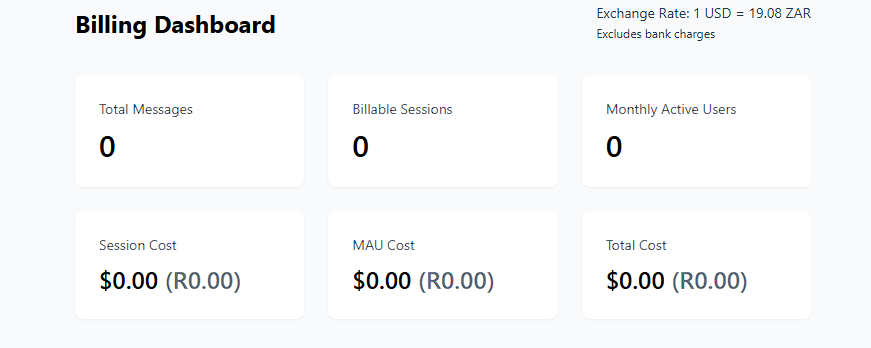 Billing Dashboard
Exchange Rate: 1 USD = 19.08 ZAR
Excludes bank charges
Total Messages
0
Billable Sessions
0
Monthly Active Users
0
Session Cost
$0.00 (R0.00)
MAU Cost
$0.00 (R0.00)
Total Cost
$0.00 (R0.00)